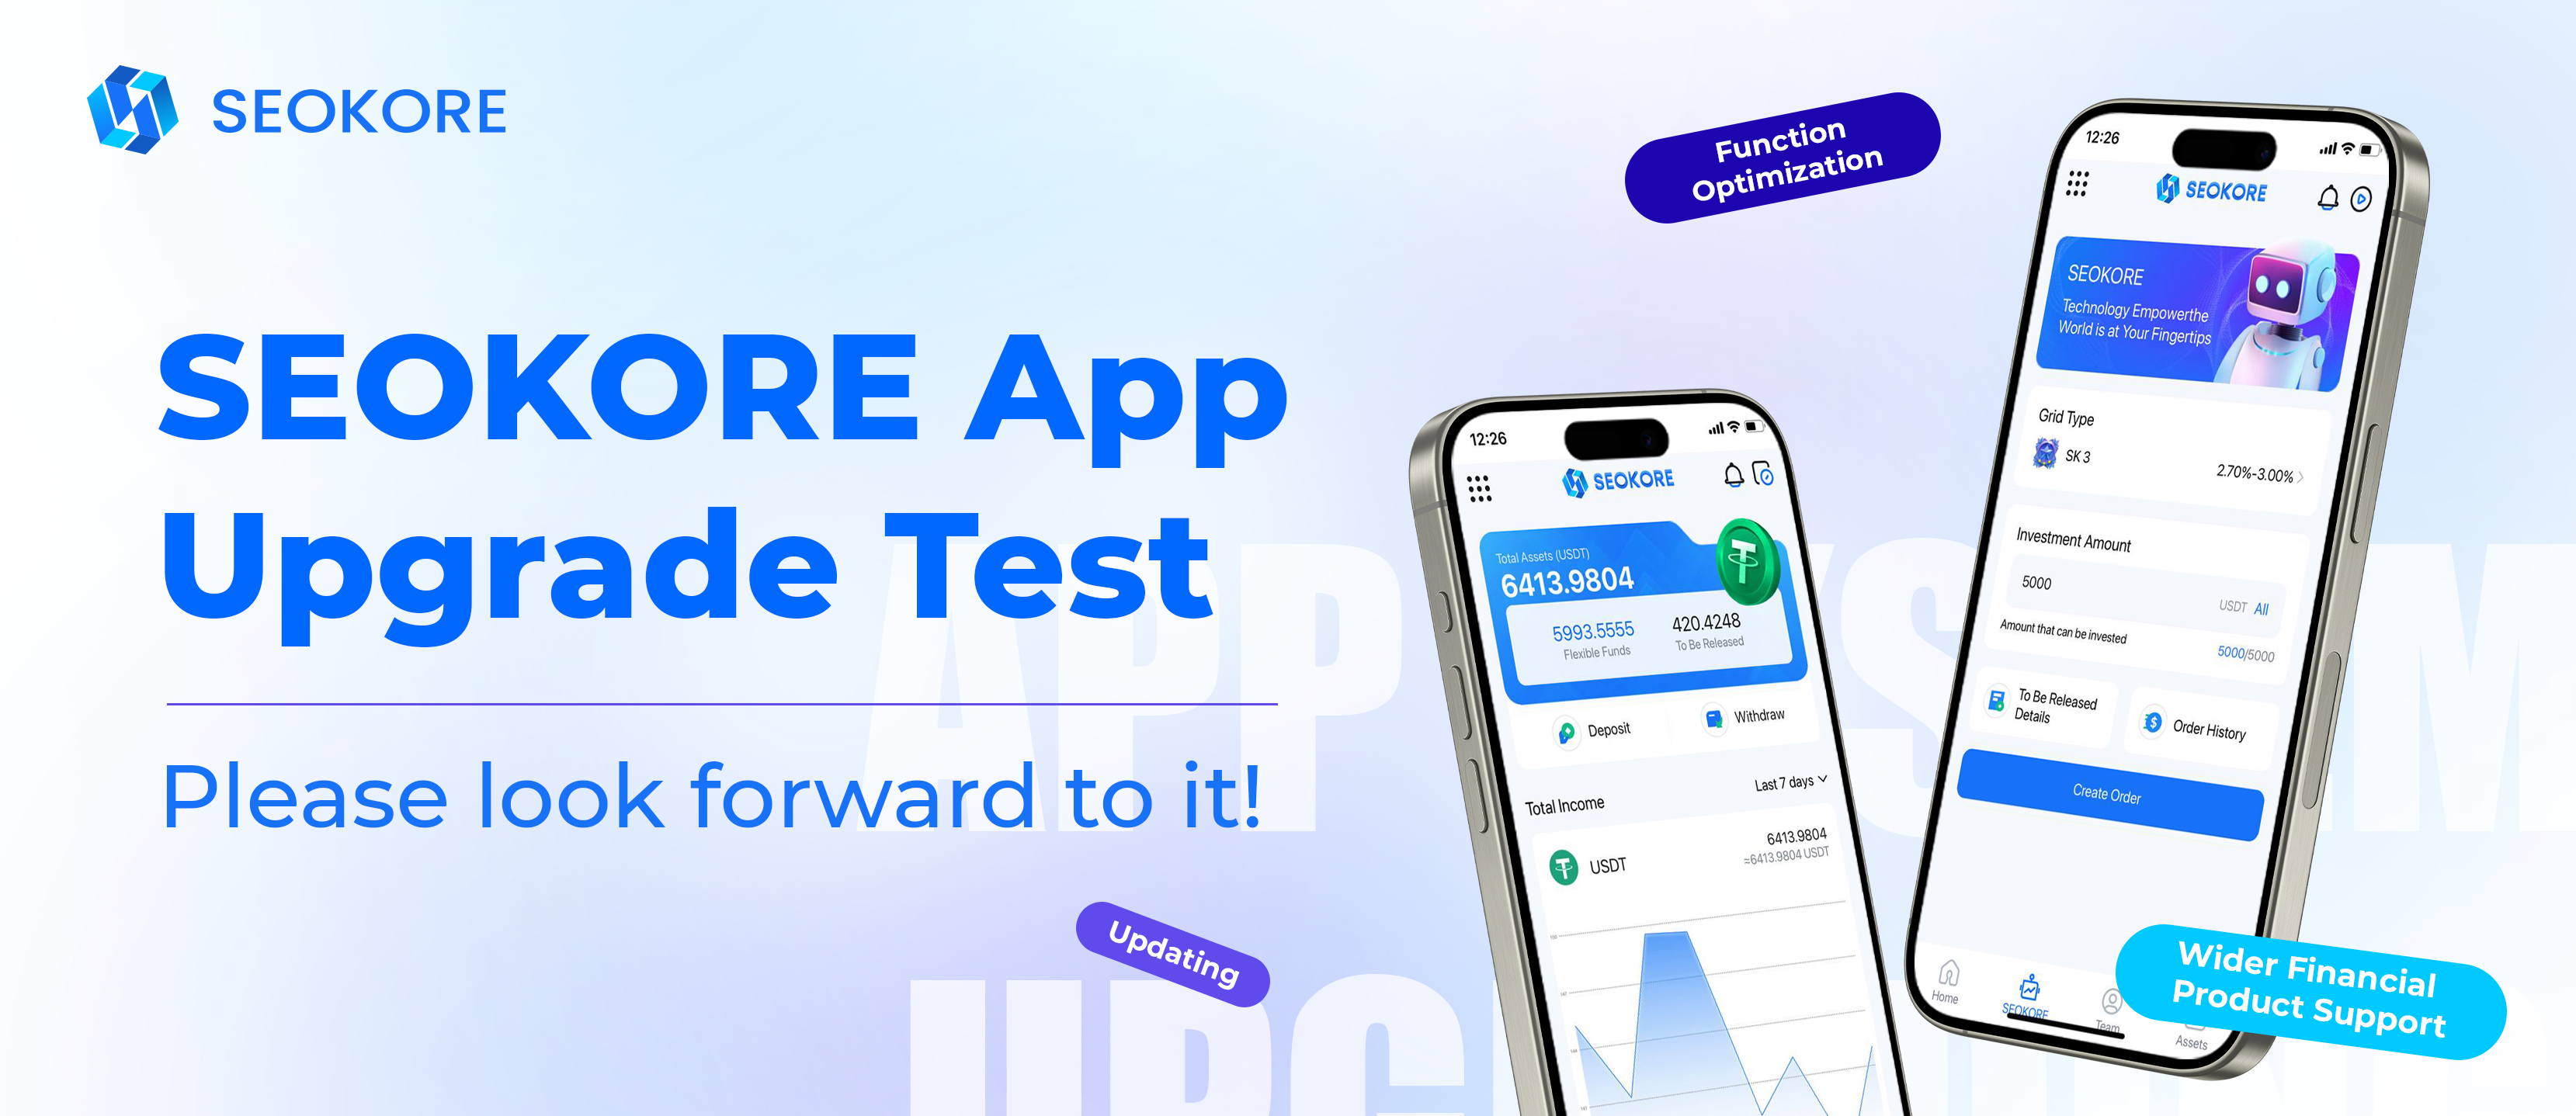 SEOKORE
SEOKORE App
Upgrade Test
Please look forward to it!
Updating
Function
Optimization
12:26
SEOKORE
Total Assets (USDT)
6413.9804
5993.5555
Flexible Funds
420.4248
To Be Released
Deposit
Withdraw
Total Income
Last 7 days
USDT
6413.9804
≈6413.9804 USDT
12:26
SEOKORE
SEOKORE
Technology Empowerthe
World is at Your Fingertips
Grid Type
SK 3
2.70%-3.00%
Investment Amount
5000
USDT All
Amount that can be invested
5000/5000
To Be Released
Details
Order History
Create Order
Home
SEOKORE
Team
Assets
Wider Financial
Product Support
APP